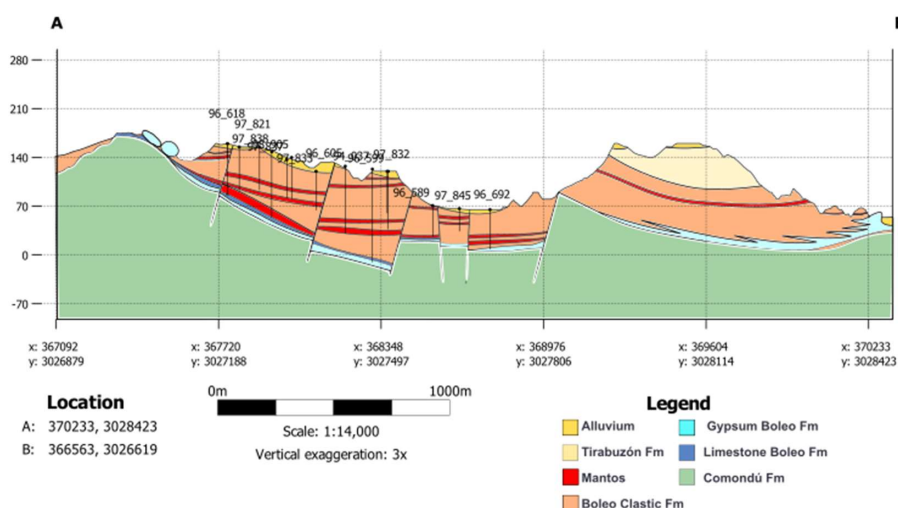 A
280
210
140
70
0
-70
96_618
97_821
97_838
96_605
97_832
96_589
97_845
96_692
x: 367092
y: 3026879
x: 367720
y: 3027188
x: 368348
y: 3027497
x: 368976
y: 3027806
x: 369604
y: 3028114
x: 370233
y: 3028423
0m
1000m
Scale: 1:14,000
Vertical exaggeration: 3x
Location
A: 370233, 3028423
B: 366563, 3026619
Legend
Alluvium
Tirabuzón Fm
Mantos
Boleo Clastic Fm
Gypsum Boleo Fm
Limestone Boleo Fm
Comondú Fm